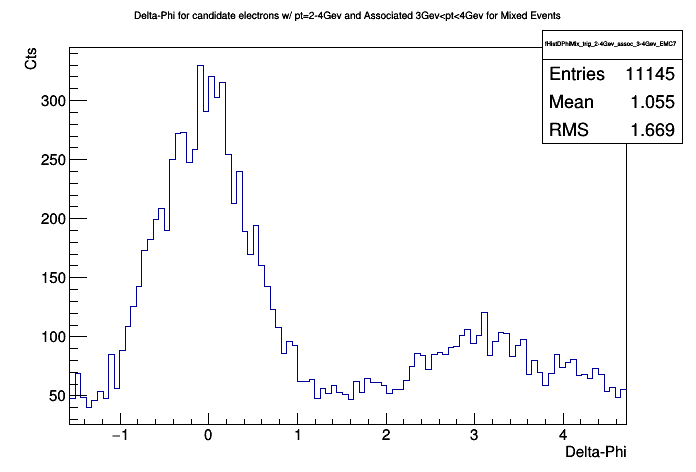 Delta-Phi for candidate electrons w/ pt=2-4Gev and Associated 3Gev<pt<4Gev for Mixed Events
fHistDPhiMix_trig_2-4Gev_assoc_3-4Gev_EMC7
Entries 11145
Mean 1.055
RMS 1.669
Cts
300
250
200
150
100
50
−1 0 1 2 3 4
Delta-Phi